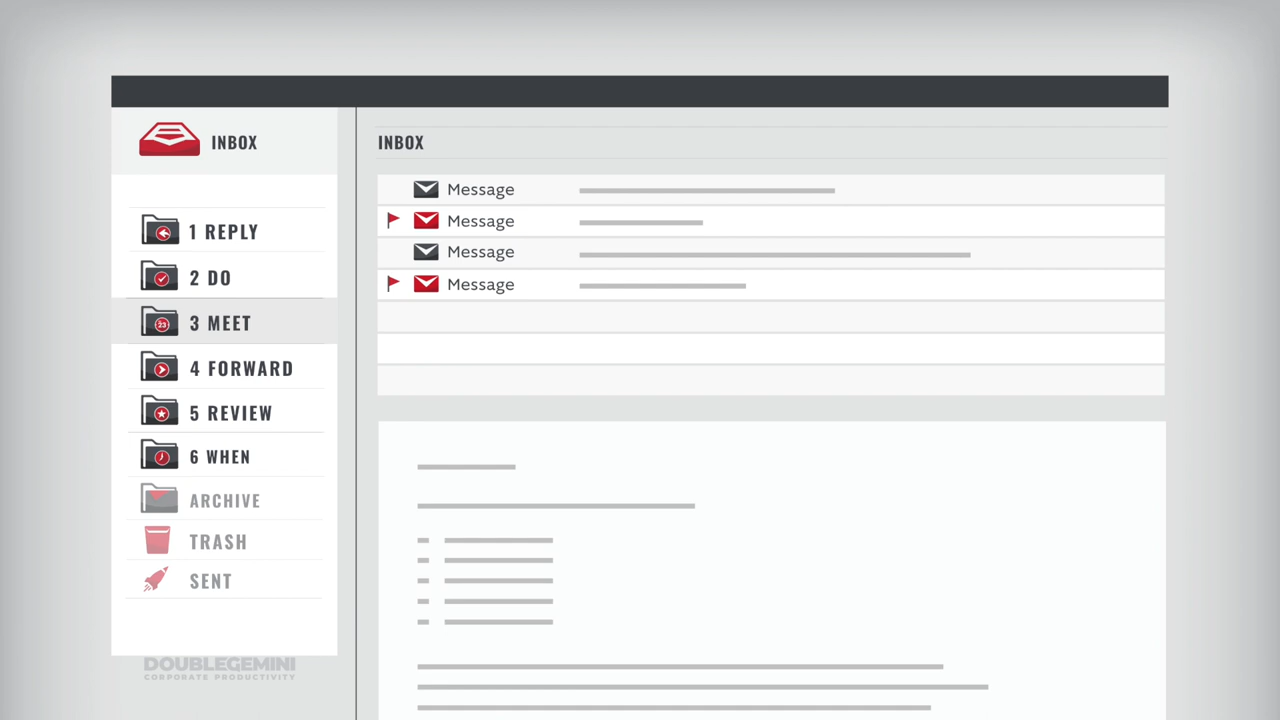 INBOX
1 REPLY
2 DO
3 MEET
23
4 FORWARD
5 REVIEW
6 WHEN
ARCHIVE
TRASH
SENT
DOUBLEGEMINI
CORPORATE PRODUCTIVITY
INBOX
Message
Message
Message
Message